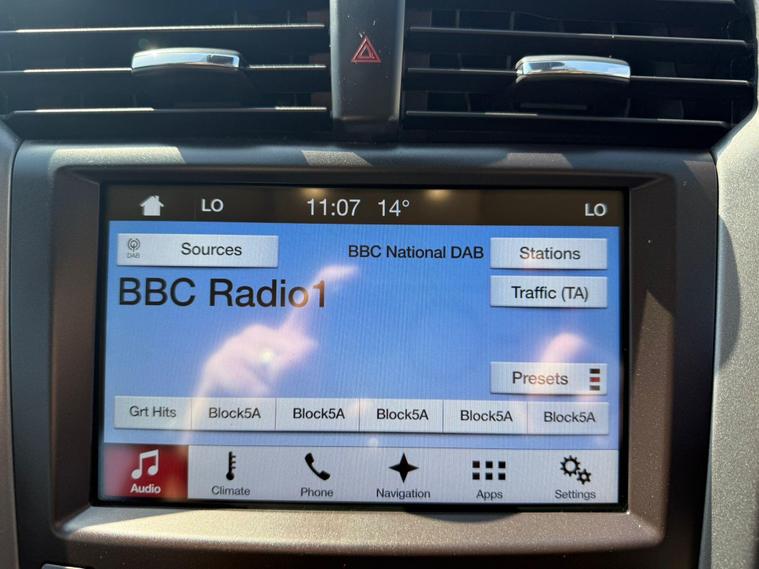 LO 11:07 14° LO
DAB Sources BBC National DAB Stations
BBC Radio1
Traffic (TA)
Presets
Grt Hits Block5A Block5A Block5A Block5A Block5A
Audio Climate Phone Navigation Apps Settings